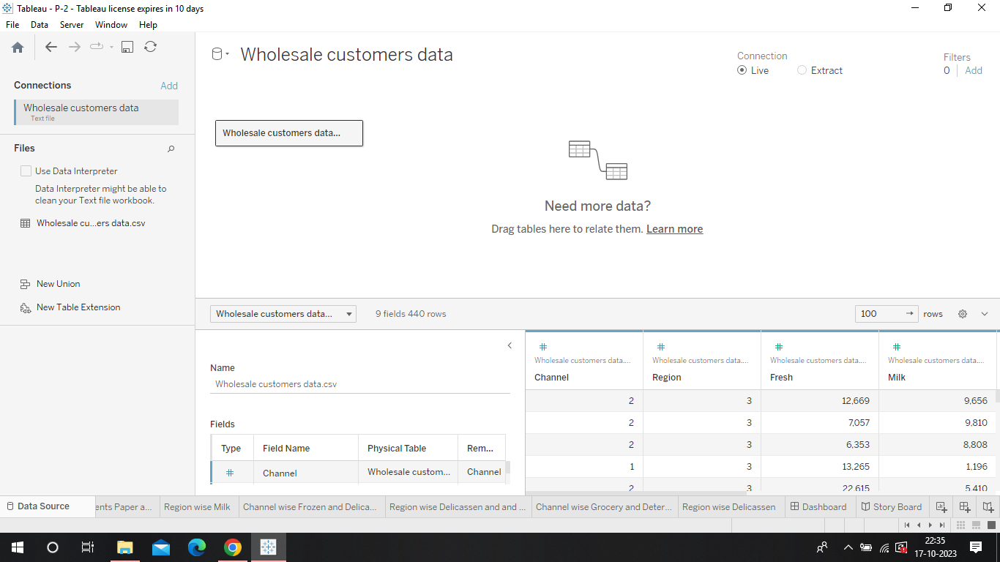 Tableau - P-2 - Tableau license expires in 10 days
File Data Server Window Help
Connections Add
Wholesale customers data
Text file
Files
Use Data Interpreter
Data Interpreter might be able to
clean your Text file workbook.
Wholesale cu...ers data.csv
New Union
New Table Extension
Wholesale customers data
Connection
Live Extract
Filters
0 Add
Wholesale customers data...
Need more data?
Drag tables here to relate them. Learn more
Wholesale customers data... 9 fields 440 rows 100 rows
Name
Wholesale customers data.csv
Fields
Type Field Name Physical Table Rem...
# Channel Wholesale custom... Channel
# # # #
Wholesale customers data.... Wholesale customers data.... Wholesale customers data.... Wholesale customers data....
Channel Region Fresh Milk
2 3 12,669 9,656
2 3 7,057 9,810
2 3 6,353 8,808
1 3 13,265 1,196
2 3 22,615 5,410
Data Source ents Paper a... Region wise Milk Channel wise Frozen and Delica... Region wise Delicassen and and ... Channel wise Grocery and Deter... Region wise Delicassen Dashboard Story Board
22:35
17-10-2023